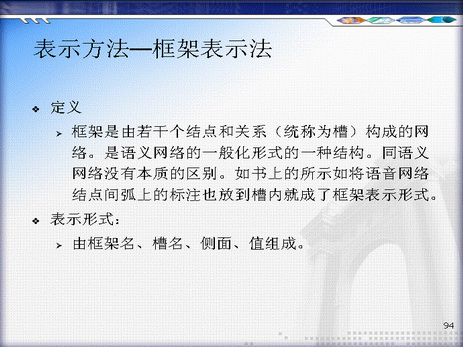 表示方法—框架表示法
定义
框架是由若干个结点和关系（统称为槽）构成的网
络。是语义网络的一般化形式的一种结构。同语义
网络没有本质的区别。如书上的所示如将语音网络
结点间弧上的标注也放到槽内就成了框架表示形式。
表示形式：
由框架名、槽名、侧面、值组成。
94